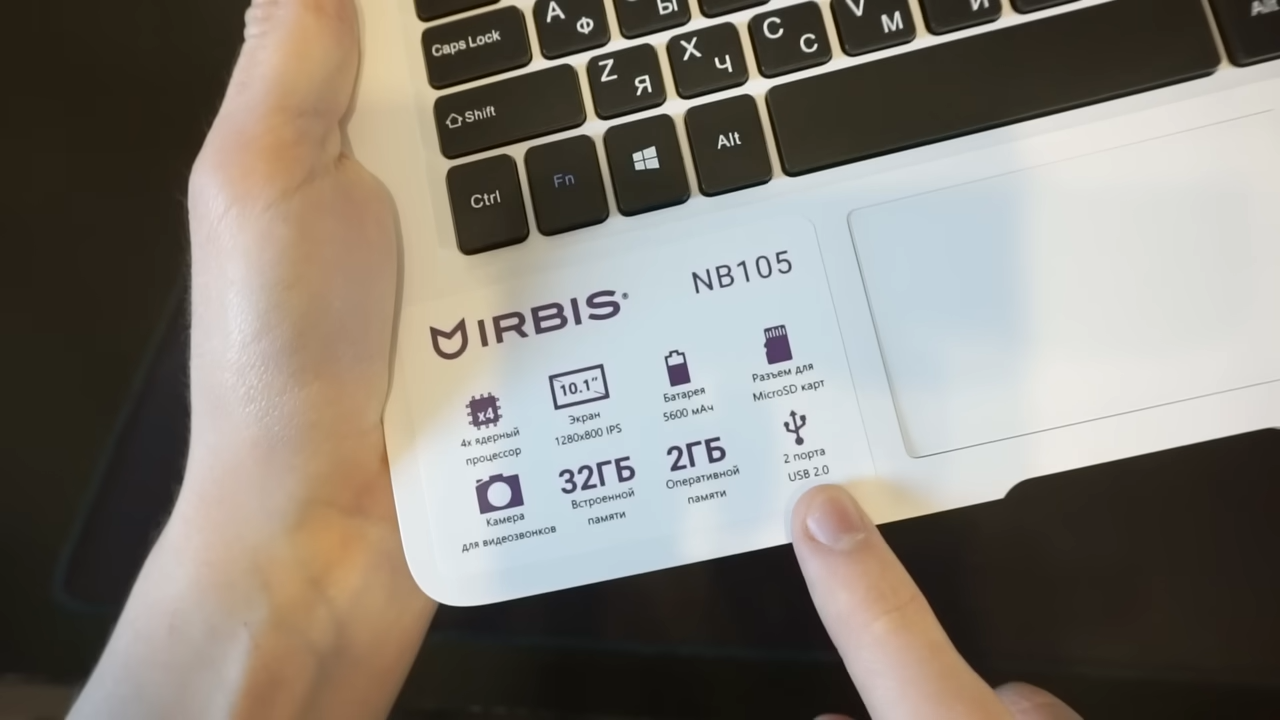 A Ф Ы
Caps Lock
Z Я X Ч C С V М И
Shift
Ctrl Fn Alt
IRBIS®
NB105
x4
4х ядерный
процессор
10.1"
Экран
1280x800 IPS
Батарея
5600 мАч
Разъем для
MicroSD карт
Камера
для видеозвонков
32ГБ
Встроенной
памяти
2ГБ
Оперативной
памяти
2 порта
USB 2.0